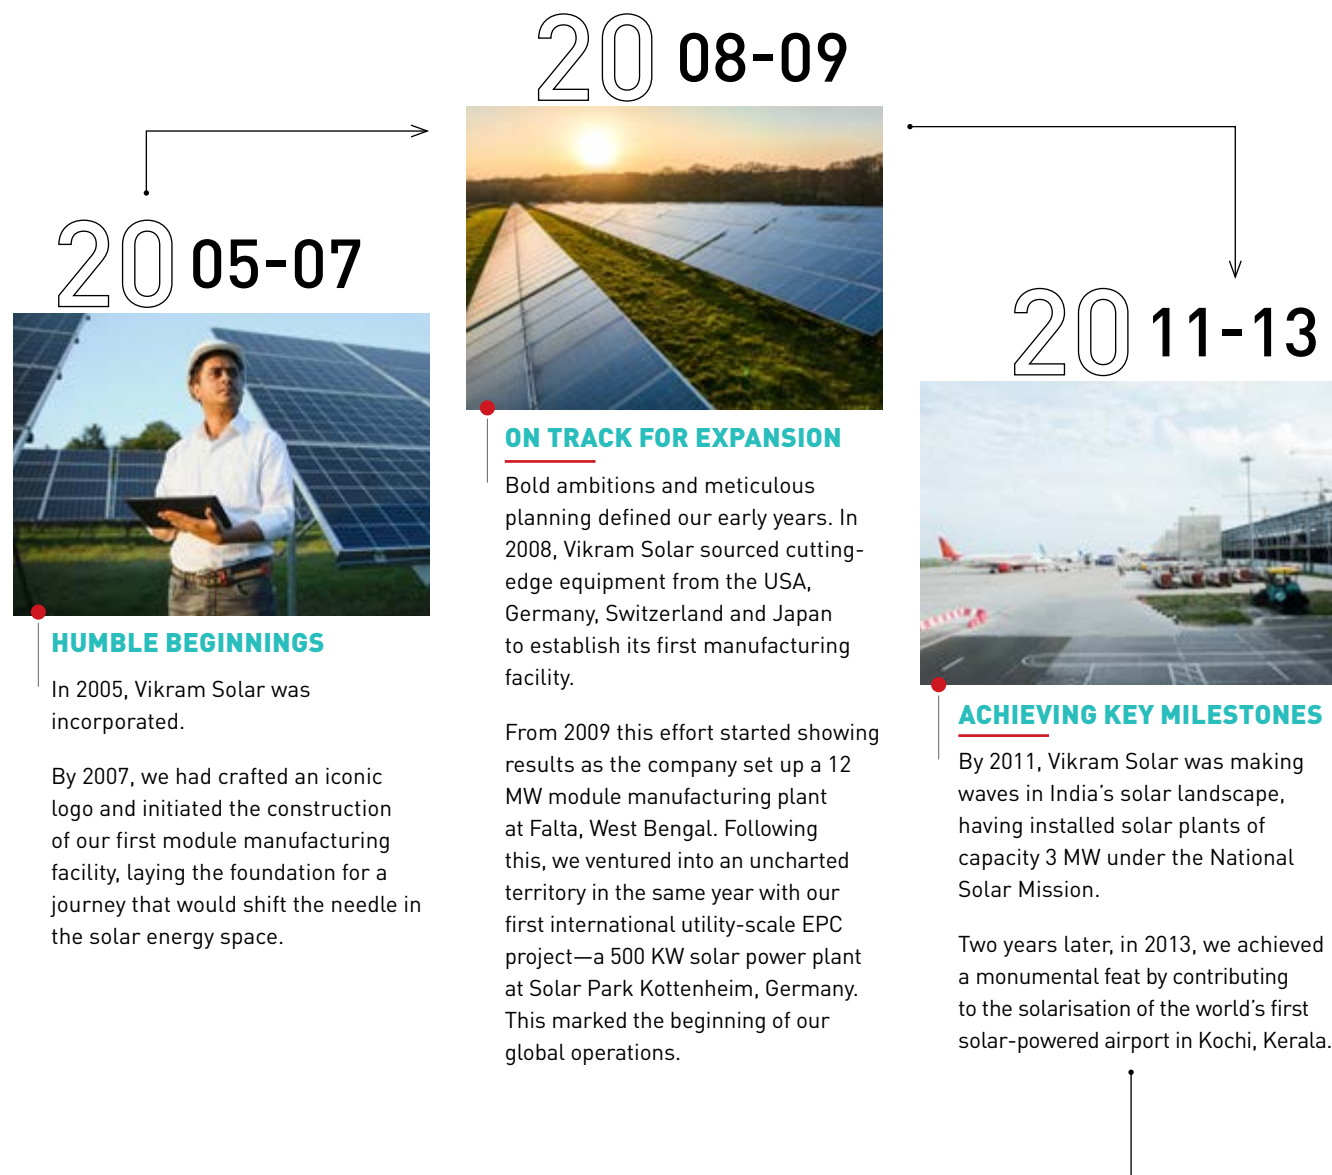 2005-07
HUMBLE BEGINNINGS
In 2005, Vikram Solar was
incorporated.
By 2007, we had crafted an iconic
logo and initiated the construction
of our first module manufacturing
facility, laying the foundation for a
journey that would shift the needle in
the solar energy space.
2008-09
ON TRACK FOR EXPANSION
Bold ambitions and meticulous
planning defined our early years. In
2008, Vikram Solar sourced cutting-
edge equipment from the USA,
Germany, Switzerland and Japan
to establish its first manufacturing
facility.
From 2009 this effort started showing
results as the company set up a 12
MW module manufacturing plant
at Falta, West Bengal. Following
this, we ventured into an uncharted
territory in the same year with our
first international utility-scale EPC
project—a 500 KW solar power plant
at Solar Park Kottenheim, Germany.
This marked the beginning of our
global operations.
2011-13
ACHIEVING KEY MILESTONES
By 2011, Vikram Solar was making
waves in India's solar landscape,
having installed solar plants of
capacity 3 MW under the National
Solar Mission.
Two years later, in 2013, we achieved
a monumental feat by contributing
to the solarisation of the world's first
solar-powered airport in Kochi, Kerala.